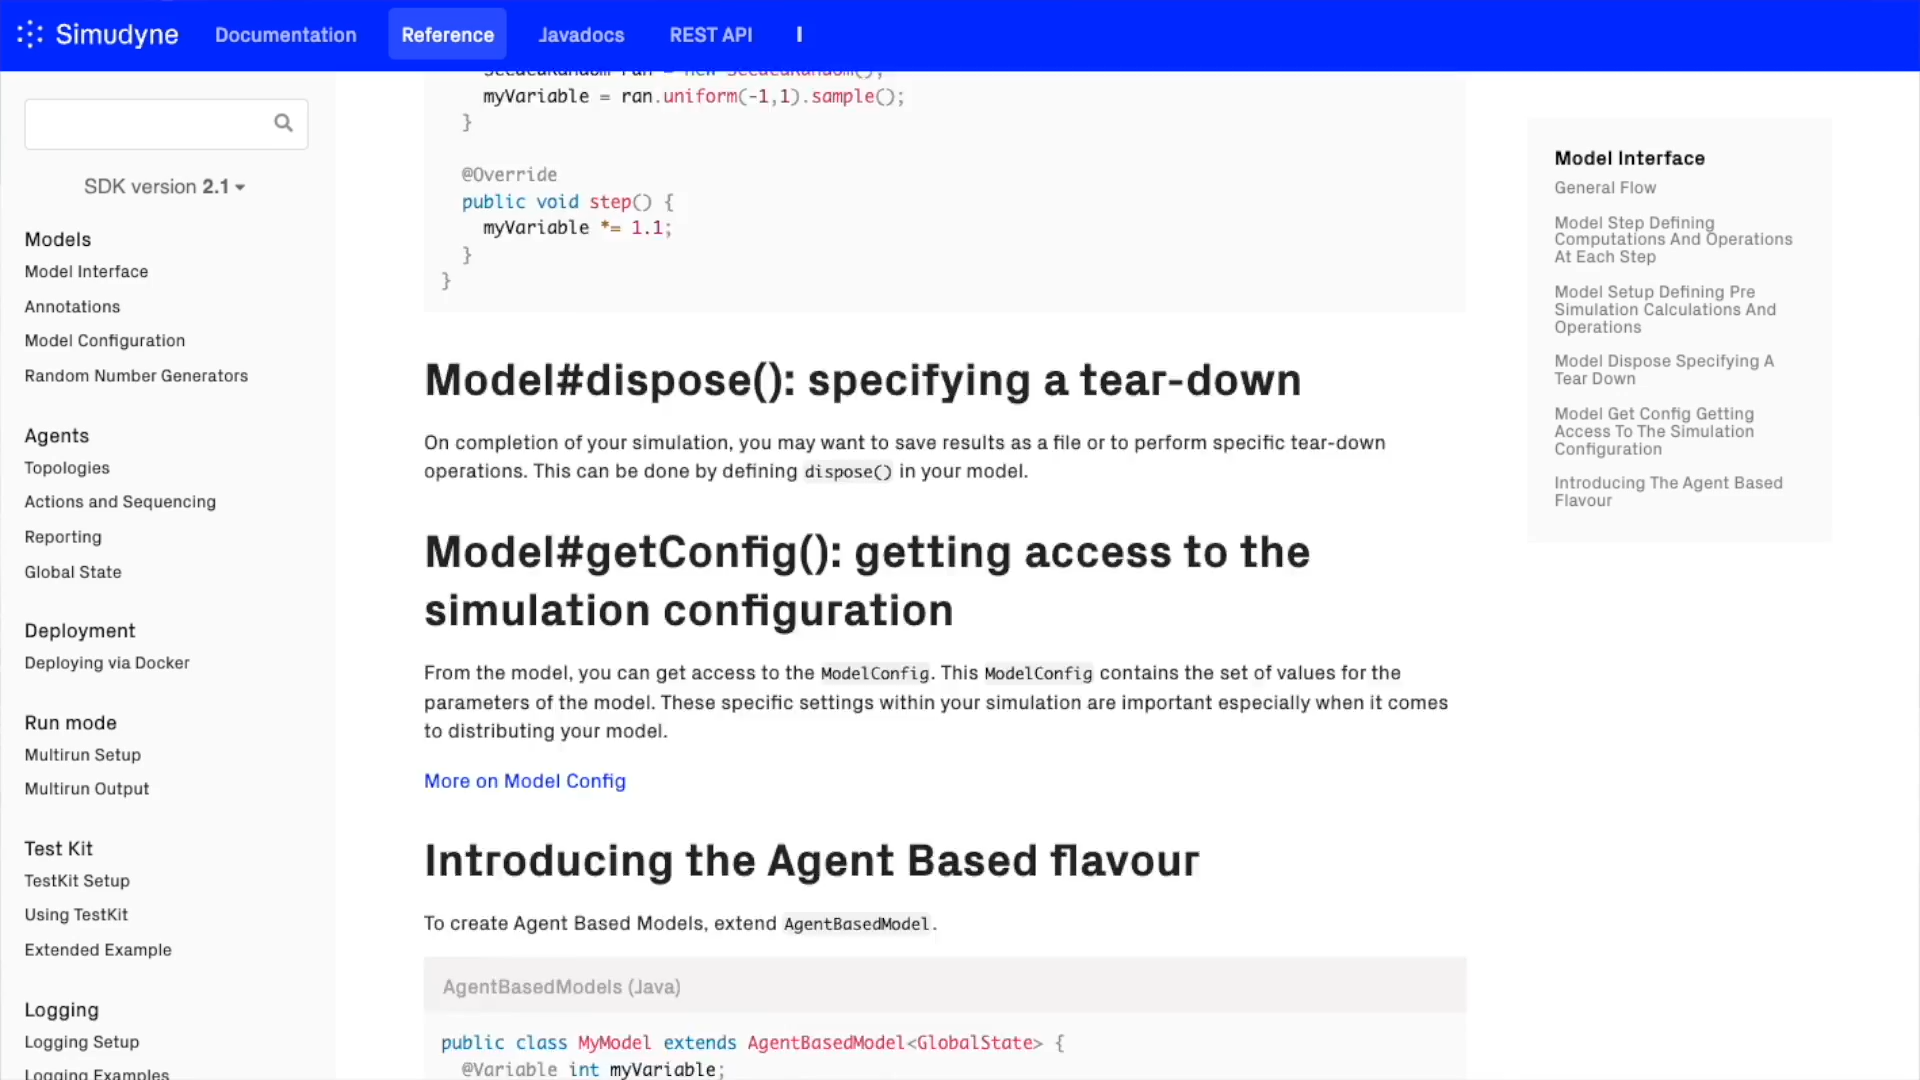 Simudyne
Documentation
Reference
Javadocs
REST API
SDK version 2.1
Models
Model Interface
Annotations
Model Configuration
Random Number Generators
Agents
Topologies
Actions and Sequencing
Reporting
Global State
Deployment
Deploying via Docker
Run mode
Multirun Setup
Multirun Output
Test Kit
TestKit Setup
Using TestKit
Extended Example
Logging
Logging Setup
Logging Examples
SeededRandom ran = new SeededRandom();
myVariable = ran.uniform(-1,1).sample();
}
@Override
public void step() {
myVariable *= 1.1;
}
}
Model#dispose(): specifying a tear-down
On completion of your simulation, you may want to save results as a file or to perform specific tear-down
operations. This can be done by defining dispose() in your model.
Model#getConfig(): getting access to the
simulation configuration
From the model, you can get access to the ModelConfig. This ModelConfig contains the set of values for the
parameters of the model. These specific settings within your simulation are important especially when it comes
to distributing your model.
More on Model Config
Introducing the Agent Based flavour
To create Agent Based Models, extend AgentBasedModel.
AgentBasedModels (Java)
public class MyModel extends AgentBasedModel<GlobalState> {
@Variable int myVariable;
Model Interface
General Flow
Model Step Defining
Computations And Operations
At Each Step
Model Setup Defining Pre
Simulation Calculations And
Operations
Model Dispose Specifying A
Tear Down
Model Get Config Getting
Access To The Simulation
Configuration
Introducing The Agent Based
Flavour